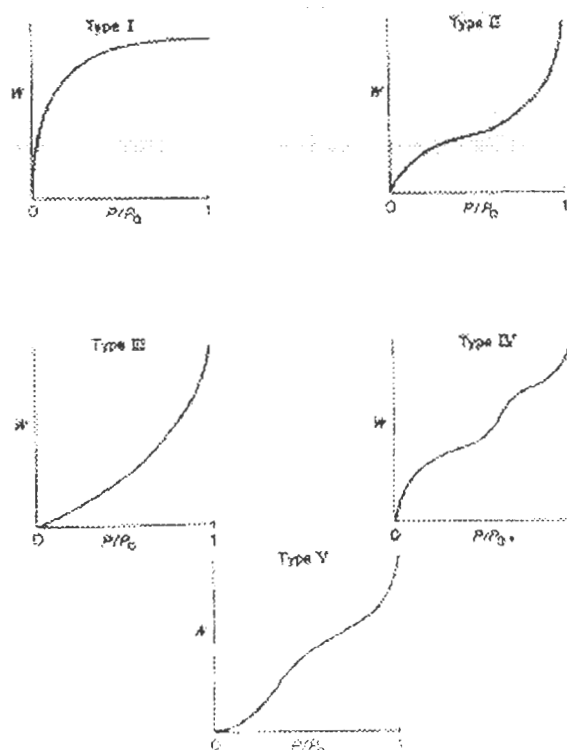 Type I
W
0 P/P₀ 1
Type II
W
0 P/P₀ 1
Type III
W
0 P/P₀ 1
Type IV
W
0 P/P₀
Type V
0 P/P₀ 1